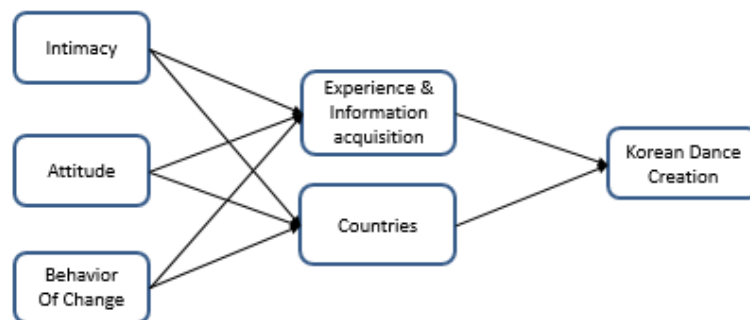 Intimacy
Attitude
Behavior
Of Change
Experience &
Information
acquisition
Countries
Korean Dance
Creation